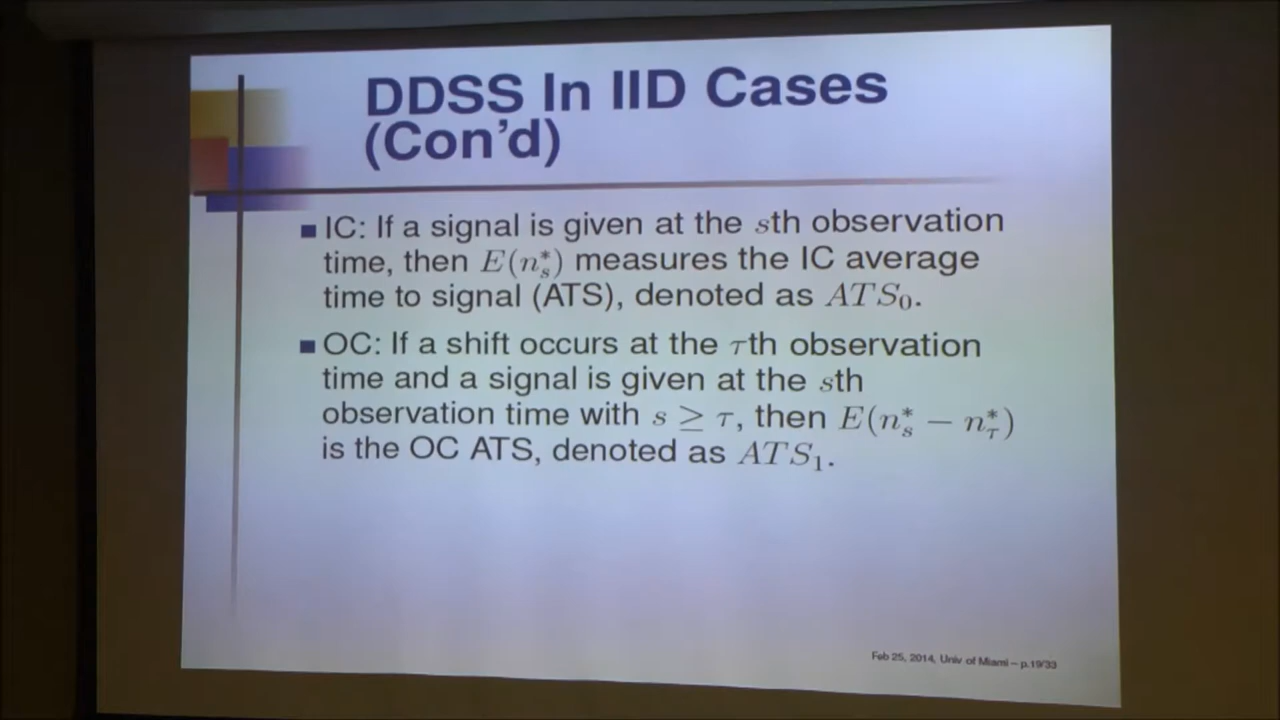 DDSS In IID Cases
(Con'd)
IC: If a signal is given at the sth observation
time, then E(n*_s) measures the IC average
time to signal (ATS), denoted as ATS₀.
OC: If a shift occurs at the τth observation
time and a signal is given at the sth
observation time with s ≥ τ, then E(n*_s − n*_τ)
is the OC ATS, denoted as ATS₁.
Feb 25, 2014, Univ of Miami – p.19/33